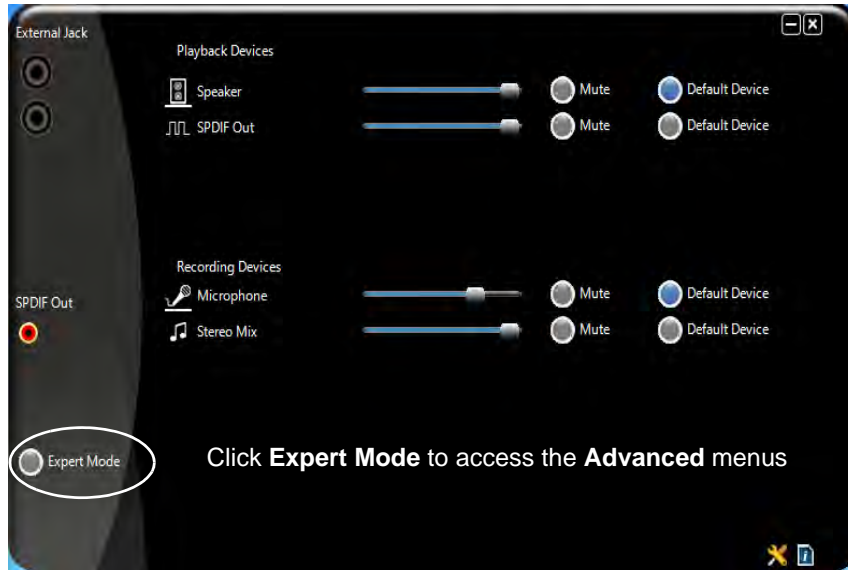 External Jack
Playback Devices
Speaker Mute Default Device
SPDIF Out Mute Default Device
Recording Devices
Microphone Mute Default Device
SPDIF Out
Stereo Mix Mute Default Device
Expert Mode
Click Expert Mode to access the Advanced menus